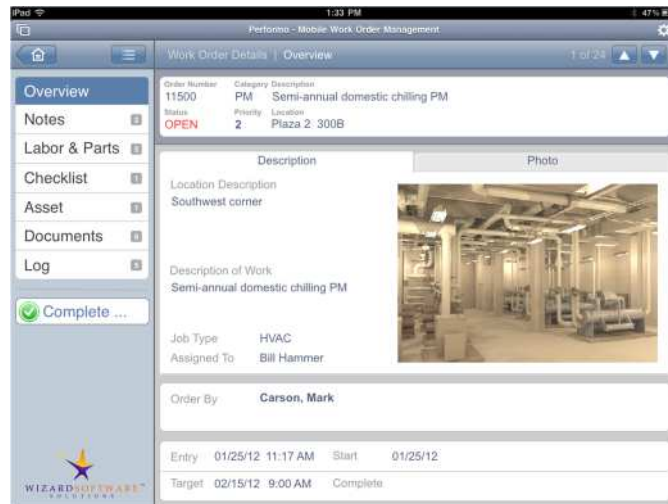 iPad 1:33 PM 47%
Performo - Mobile Work Order Management
Work Order Details | Overview 1 of 24
Overview
Notes
Labor & Parts
Checklist
Asset
Documents
Log
Complete ...
Order Number Category Description
11500 PM Semi-annual domestic chilling PM
Status Priority Location
OPEN 2 Plaza 2 300B
Description Photo
Location Description
Southwest corner
Description of Work
Semi-annual domestic chilling PM
Job Type HVAC
Assigned To Bill Hammer
Order By Carson, Mark
Entry 01/25/12 11:17 AM Start 01/25/12
Target 02/15/12 9:00 AM Complete
WIZARDSOFTWARE
SOLUTIONS